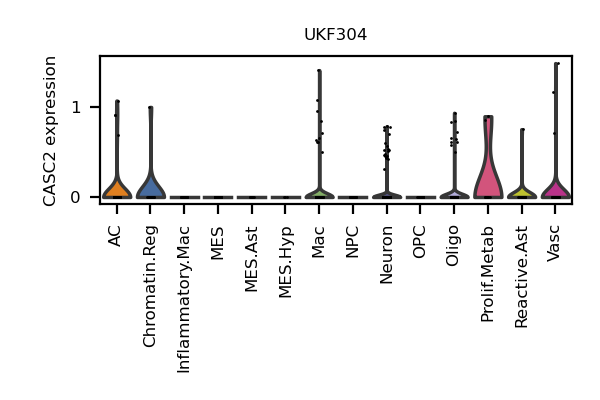 UKF304
CASC2 expression
1
0
AC
Chromatin.Reg
Inflammatory.Mac
MES
MES.Ast
MES.Hyp
Mac
NPC
Neuron
OPC
Oligo
Prolif.Metab
Reactive.Ast
Vasc